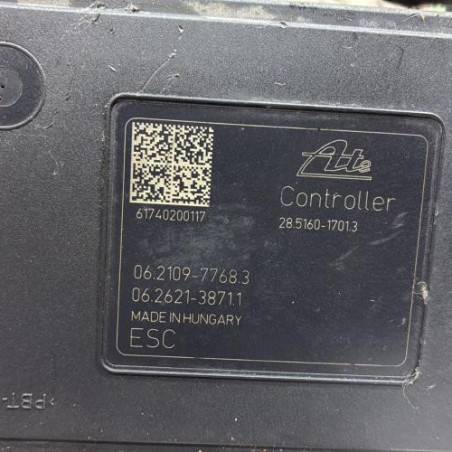 Ate
Controller
61740200117
28.5160-1701.3
06.2109-7768.3
06.2621-3871.1
MADE IN HUNGARY
ESC
>PBT-